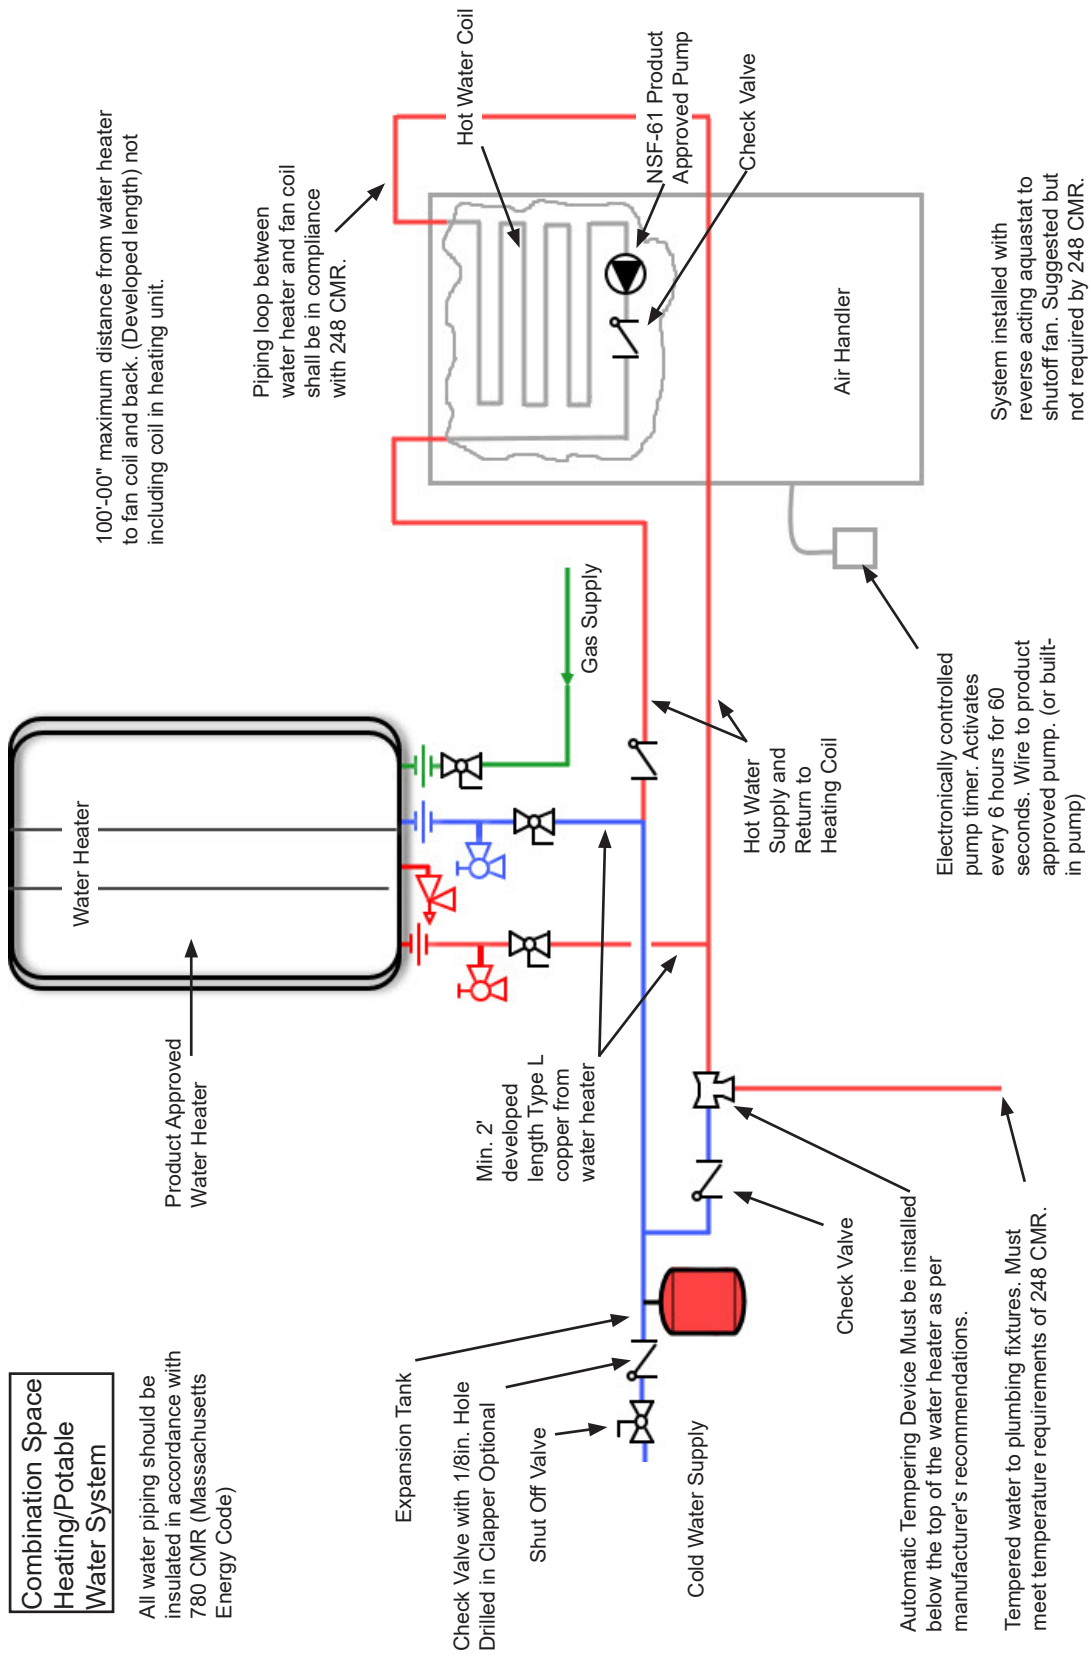 Combination Space
Heating/Potable
Water System
All water piping should be
insulated in accordance with
780 CMR (Massachusetts
Energy Code)
Product Approved
Water Heater
Water Heater
100'-00" maximum distance from water heater
to fan coil and back. (Developed length) not
including coil in heating unit.
Piping loop between
water heater and fan coil
shall be in compliance
with 248 CMR.
Hot Water Coil
NSF-61 Product
Approved Pump
Check Valve
Gas Supply
Min. 2'
developed
length Type L
copper from
water heater
Expansion Tank
Check Valve with 1/8in. Hole
Drilled in Clapper Optional
Shut Off Valve
Cold Water Supply
Hot Water
Supply and
Return to
Heating Coil
Air Handler
Check Valve
Automatic Tempering Device Must be installed
below the top of the water heater as per
manufacturer's recommendations.
Tempered water to plumbing fixtures. Must
meet temperature requirements of 248 CMR.
Electronically controlled
pump timer. Activates
every 6 hours for 60
seconds. Wire to product
approved pump. (or built-
in pump)
System installed with
reverse acting aquastat to
shutoff fan. Suggested but
not required by 248 CMR.